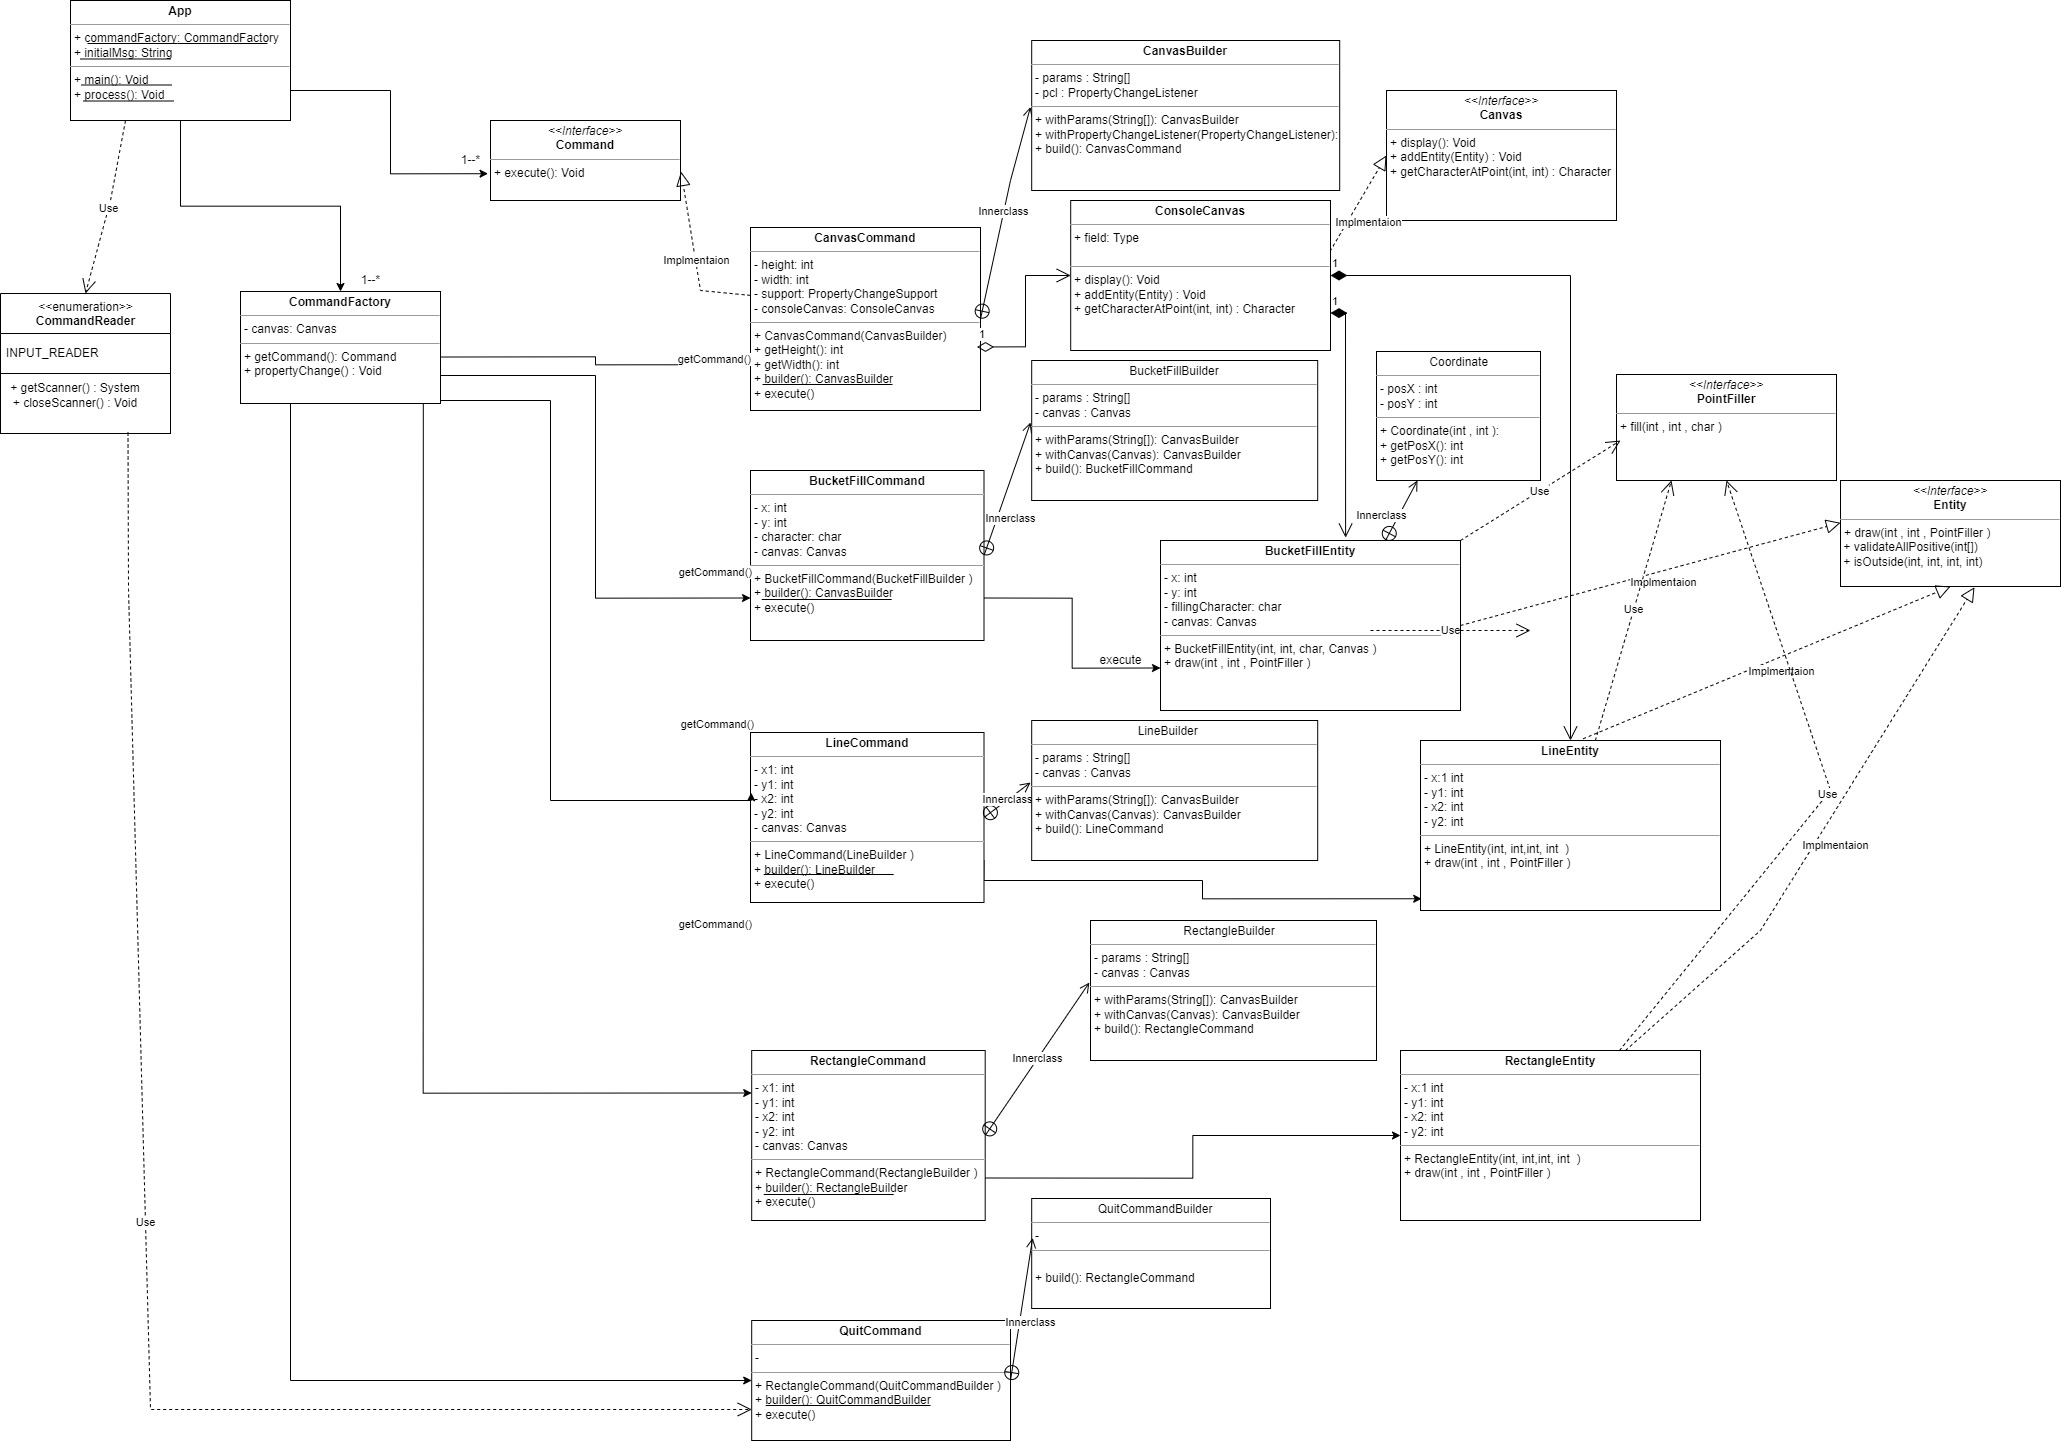 App
+ commandFactory: CommandFactory
+ initialMsg: String
+ main(): Void
+ process(): Void
Use
1--*
<<Interface>>
Command
+ execute(): Void
Implmentaion
<<enumeration>>
CommandReader
INPUT_READER
+ getScanner() : System
+ closeScanner() : Void
Use
1--*
CommandFactory
- canvas: Canvas
+ getCommand(): Command
+ propertyChange() : Void
CanvasCommand
- height: int
- width: int
- support: PropertyChangeSupport
- consoleCanvas: ConsoleCanvas
+ CanvasCommand(CanvasBuilder)
+ getHeight(): int
+ getWidth(): int
+ builder(): CanvasBuilder
+ execute()
getCommand()
Innerclass
1
CanvasBuilder
- params : String[]
- pcl : PropertyChangeListener
+ withParams(String[]): CanvasBuilder
+ withPropertyChangeListener(PropertyChangeListener):
+ build(): CanvasCommand
<<Interface>>
Canvas
+ display(): Void
+ addEntity(Entity) : Void
+ getCharacterAtPoint(int, int) : Character
Implmentaion
ConsoleCanvas
+ field: Type
+ display(): Void
+ addEntity(Entity) : Void
+ getCharacterAtPoint(int, int) : Character
1
1
BucketFillBuilder
- params : String[]
- canvas : Canvas
+ withParams(String[]): CanvasBuilder
+ withCanvas(Canvas): CanvasBuilder
+ build(): BucketFillCommand
Innerclass
Coordinate
- posX : int
- posY : int
+ Coordinate(int , int ):
+ getPosX(): int
+ getPosY(): int
Innerclass
<<Interface>>
PointFiller
+ fill(int , int , char )
Use
<<Interface>>
Entity
+ draw(int , int , PointFiller )
+ validateAllPositive(int[])
+ isOutside(int, int, int, int)
Implmentaion
Use
BucketFillCommand
- x: int
- y: int
- character: char
- canvas: Canvas
+ BucketFillCommand(BucketFillBuilder )
+ builder(): CanvasBuilder
+ execute()
getCommand()
BucketFillEntity
- x: int
- y: int
- fillingCharacter: char
- canvas: Canvas
+ BucketFillEntity(int, int, char, Canvas )
+ draw(int , int , PointFiller )
Use
execute
Implmentaion
getCommand()
LineCommand
- x1: int
- y1: int
- x2: int
- y2: int
- canvas: Canvas
+ LineCommand(LineBuilder )
+ builder(): LineBuilder
+ execute()
Innerclass
LineBuilder
- params : String[]
- canvas : Canvas
+ withParams(String[]): CanvasBuilder
+ withCanvas(Canvas): CanvasBuilder
+ build(): LineCommand
LineEntity
- x:1 int
- y1: int
- x2: int
- y2: int
+ LineEntity(int, int,int, int )
+ draw(int , int , PointFiller )
Use
Implmentaion
getCommand()
RectangleBuilder
- params : String[]
- canvas : Canvas
+ withParams(String[]): CanvasBuilder
+ withCanvas(Canvas): CanvasBuilder
+ build(): RectangleCommand
Innerclass
RectangleCommand
- x1: int
- y1: int
- x2: int
- y2: int
- canvas: Canvas
+ RectangleCommand(RectangleBuilder )
+ builder(): RectangleBuilder
+ execute()
RectangleEntity
- x:1 int
- y1: int
- x2: int
- y2: int
+ RectangleEntity(int, int,int, int )
+ draw(int , int , PointFiller )
Use
QuitCommandBuilder
-
+ build(): RectangleCommand
Innerclass
QuitCommand
-
+ RectangleCommand(QuitCommandBuilder )
+ builder(): QuitCommandBuilder
+ execute()